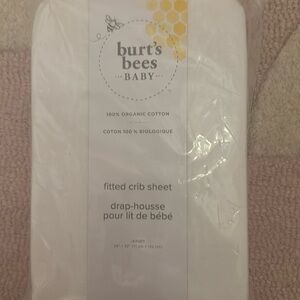 burt's
bees
BABY
100% ORGANIC COTTON
COTON 100 % BIOLOGIQUE
fitted crib sheet
drap-housse
pour lit de bébé